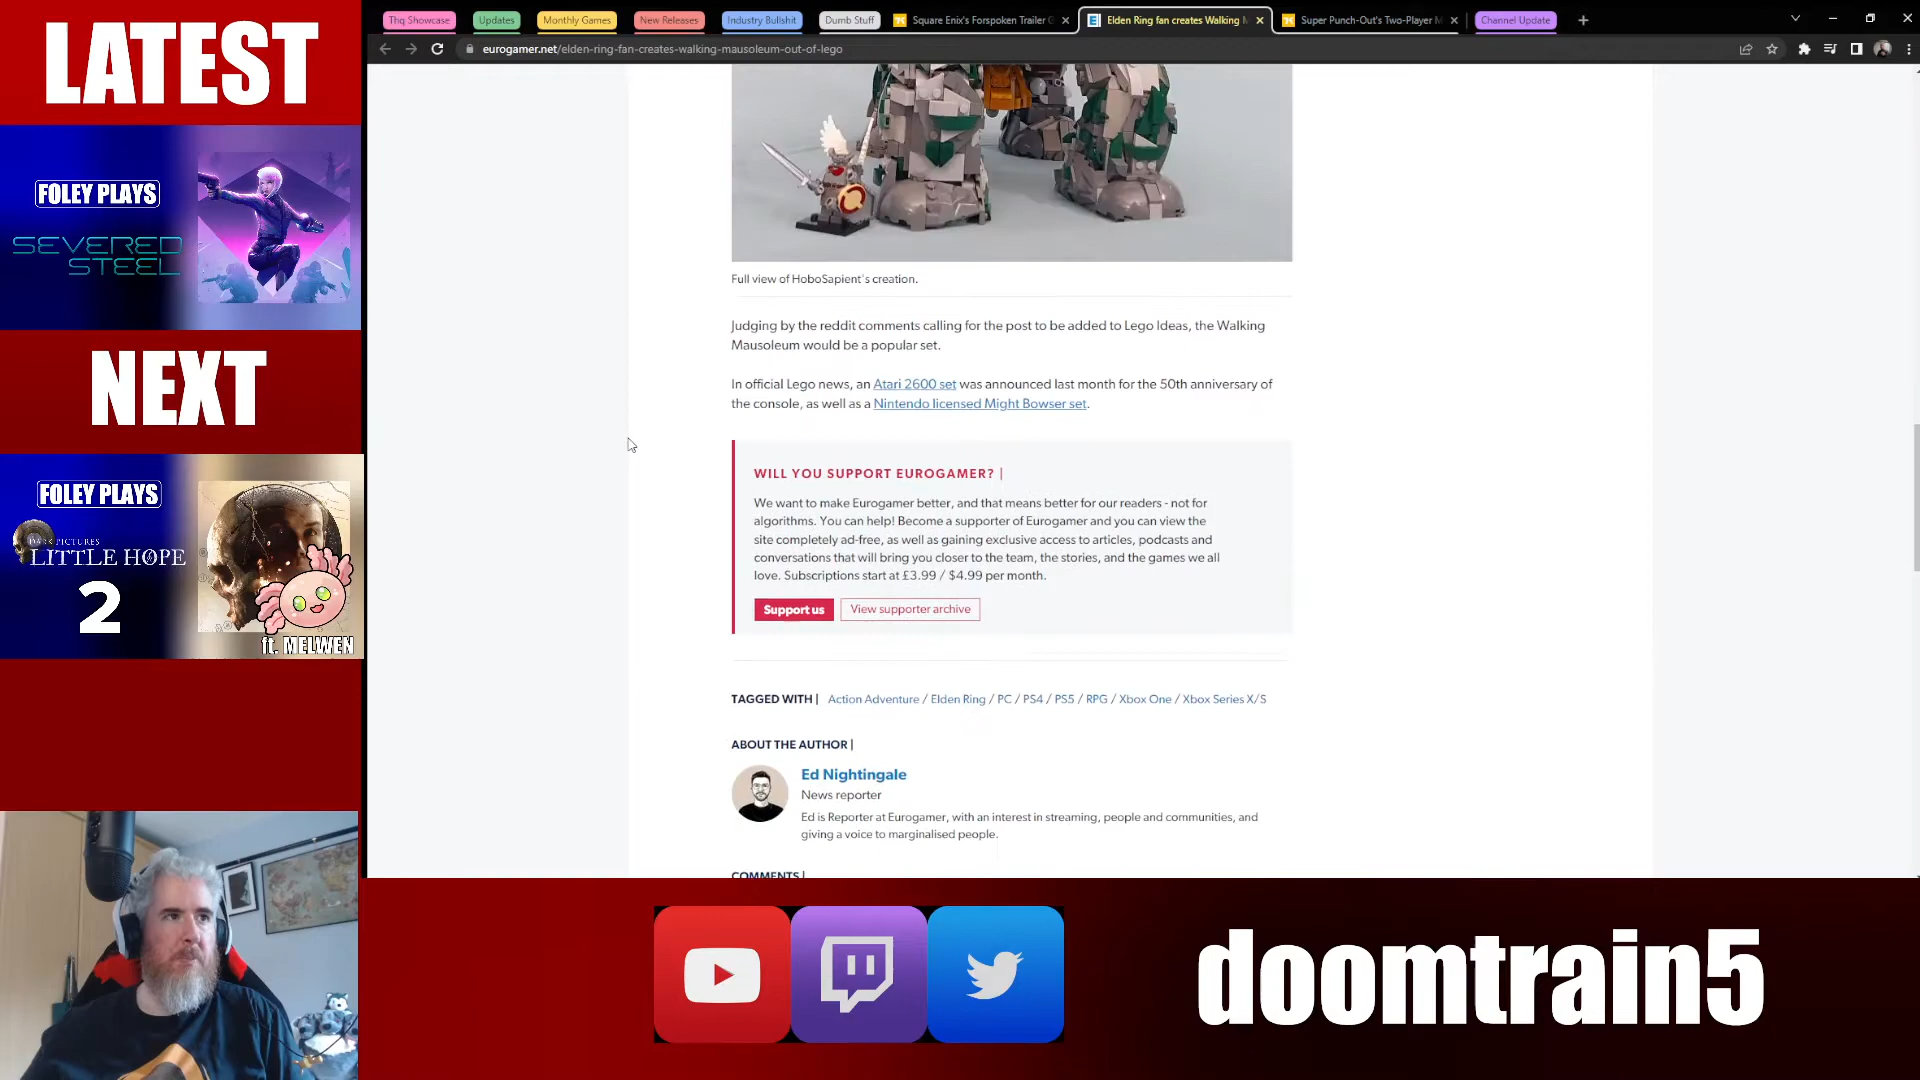 LATEST
FOLEY PLAYS
SEVERED
STEEL
NEXT
FOLEY PLAYS
LITTLE HOPE
2
ft. MELWEN
Thq Showcase
Updates
Monthly Games
New Releases
Industry Bullshit
Dumb Stuff
Square Enix's Forspoken Trailer
Elden Ring fan creates Walking
Super Punch-Out's Two-Player
Channel Update
eurogamer.net/elden-ring-fan-creates-walking-mausoleum-out-of-lego
Full view of HoboSapient's creation.
Judging by the reddit comments calling for the post to be added to Lego Ideas, the Walking
Mausoleum would be a popular set.
In official Lego news, an Atari 2600 set was announced last month for the 50th anniversary of
the console, as well as a Nintendo licensed Might Bowser set.
WILL YOU SUPPORT EUROGAMER? |
We want to make Eurogamer better, and that means better for our readers - not for
algorithms. You can help! Become a supporter of Eurogamer and you can view the
site completely ad-free, as well as gaining exclusive access to articles, podcasts and
conversations that will bring you closer to the team, the stories, and the games we all
love. Subscriptions start at £3.99 / $4.99 per month.
Support us
View supporter archive
TAGGED WITH | Action Adventure / Elden Ring / PC / PS4 / PS5 / RPG / Xbox One / Xbox Series X/S
ABOUT THE AUTHOR |
Ed Nightingale
News reporter
Ed is Reporter at Eurogamer, with an interest in streaming, people and communities, and
giving a voice to marginalised people.
COMMENTS |
doomtrain5